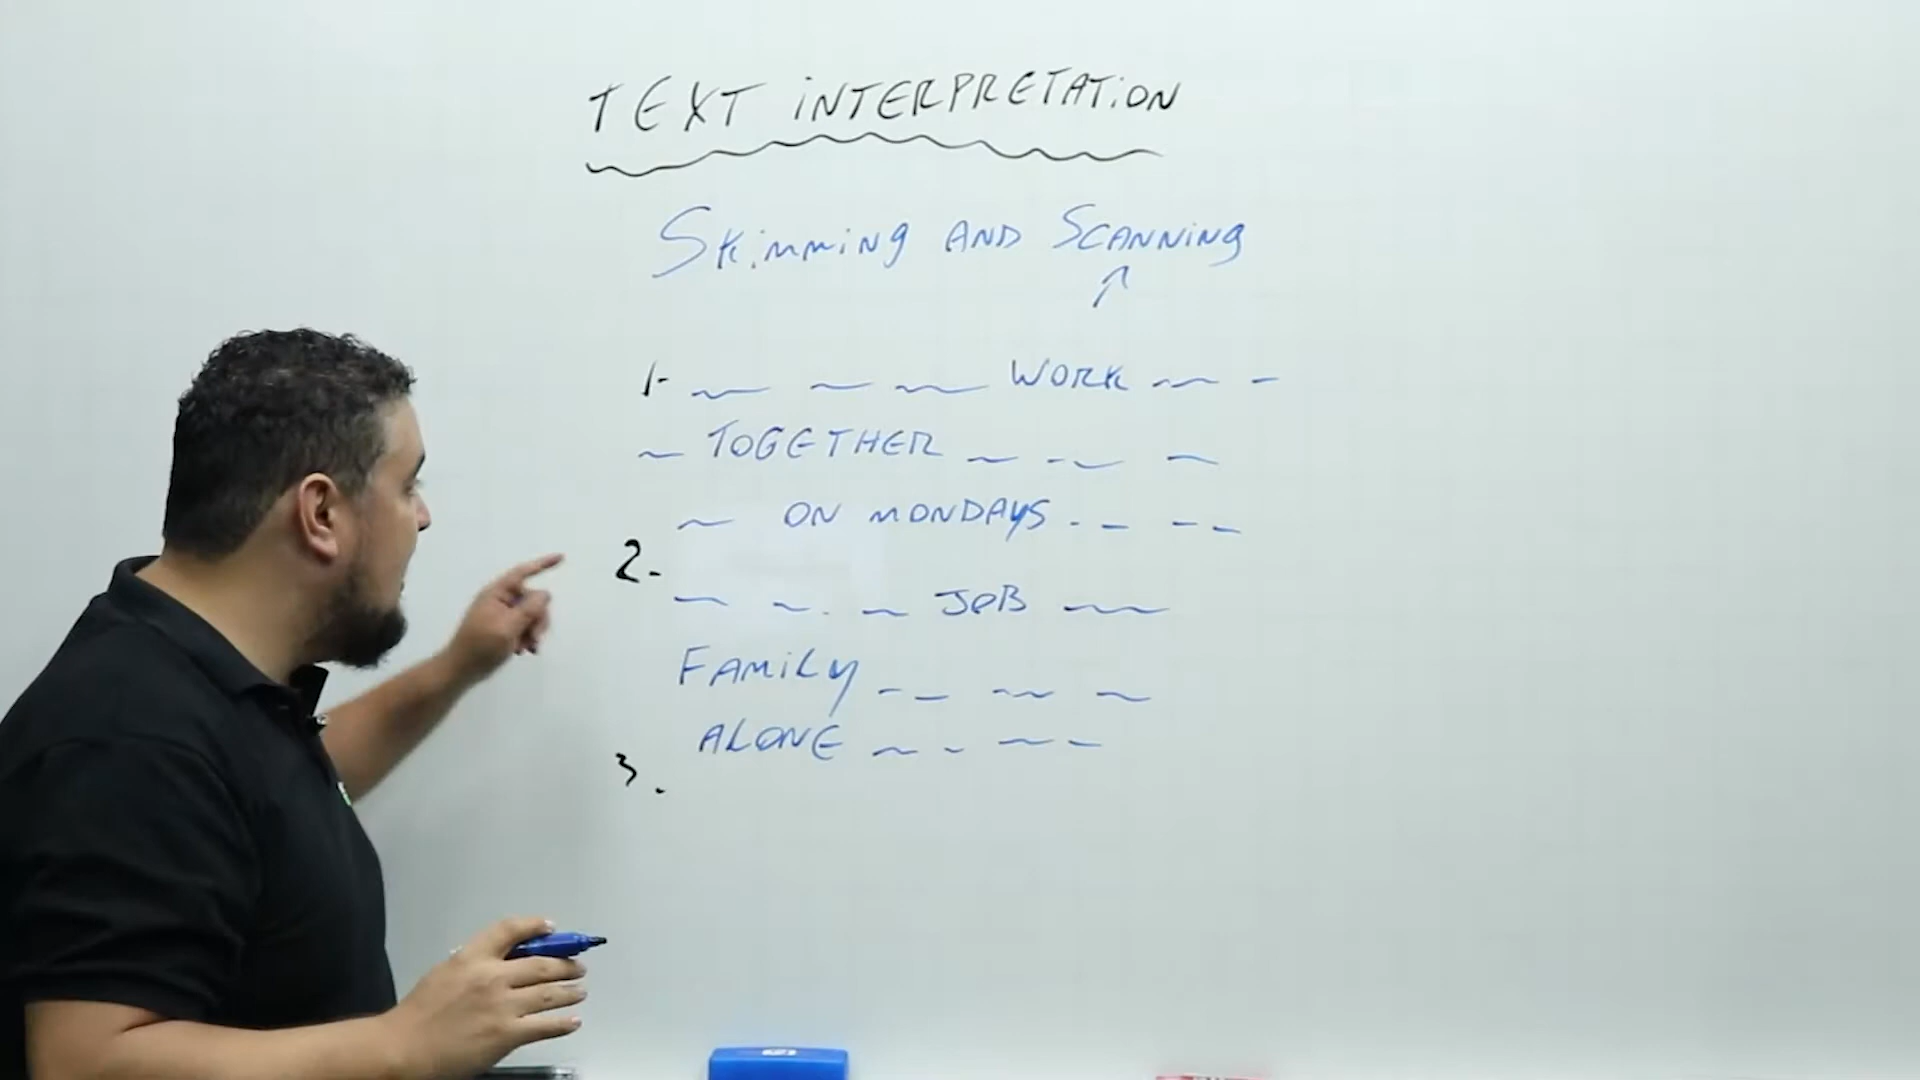 TEXT INTERPRETATION
Skimming AND SCANNING
1- ~ ~ ~ WORK ~ -
~ TOGETHER ~ - ~ ~
~ ON MONDAYS - - - -
2.
~ ~ . ~ JOB ~~
FAMILY - - ~ ~
ALONE ~ - ~ -
3.